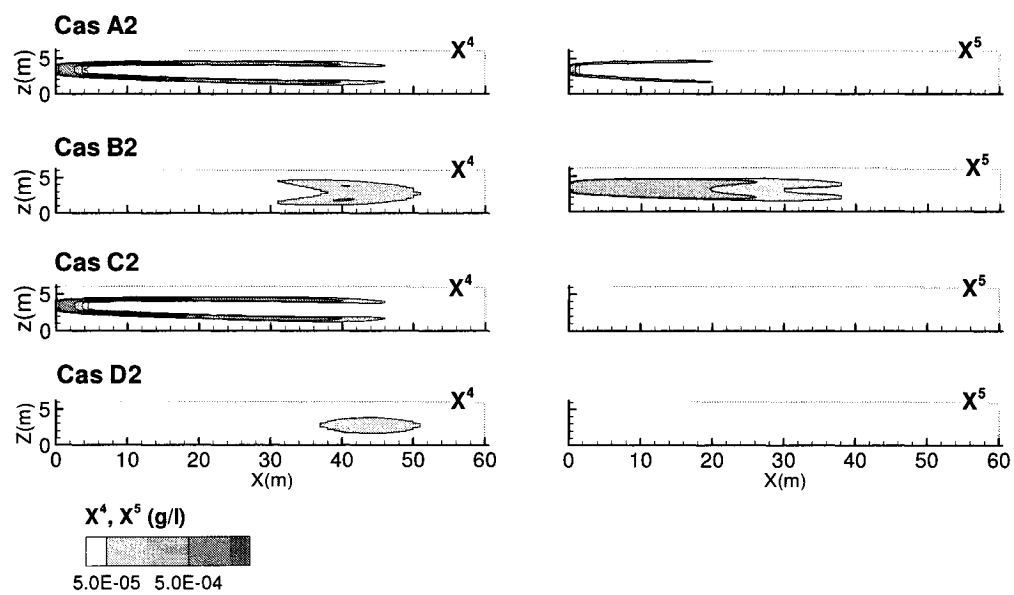 Cas A2
Z(m) 5 0 X⁴ X⁵
Cas B2
Z(m) 5 0 X⁴ X⁵
Cas C2
Z(m) 5 0 X⁴ X⁵
Cas D2
Z(m) 5 0 X⁴ X⁵
0 10 20 30 40 50 60 0 10 20 30 40 50 60
X(m) X(m)
X⁴, X⁵ (g/l)
5.0E-05 5.0E-04